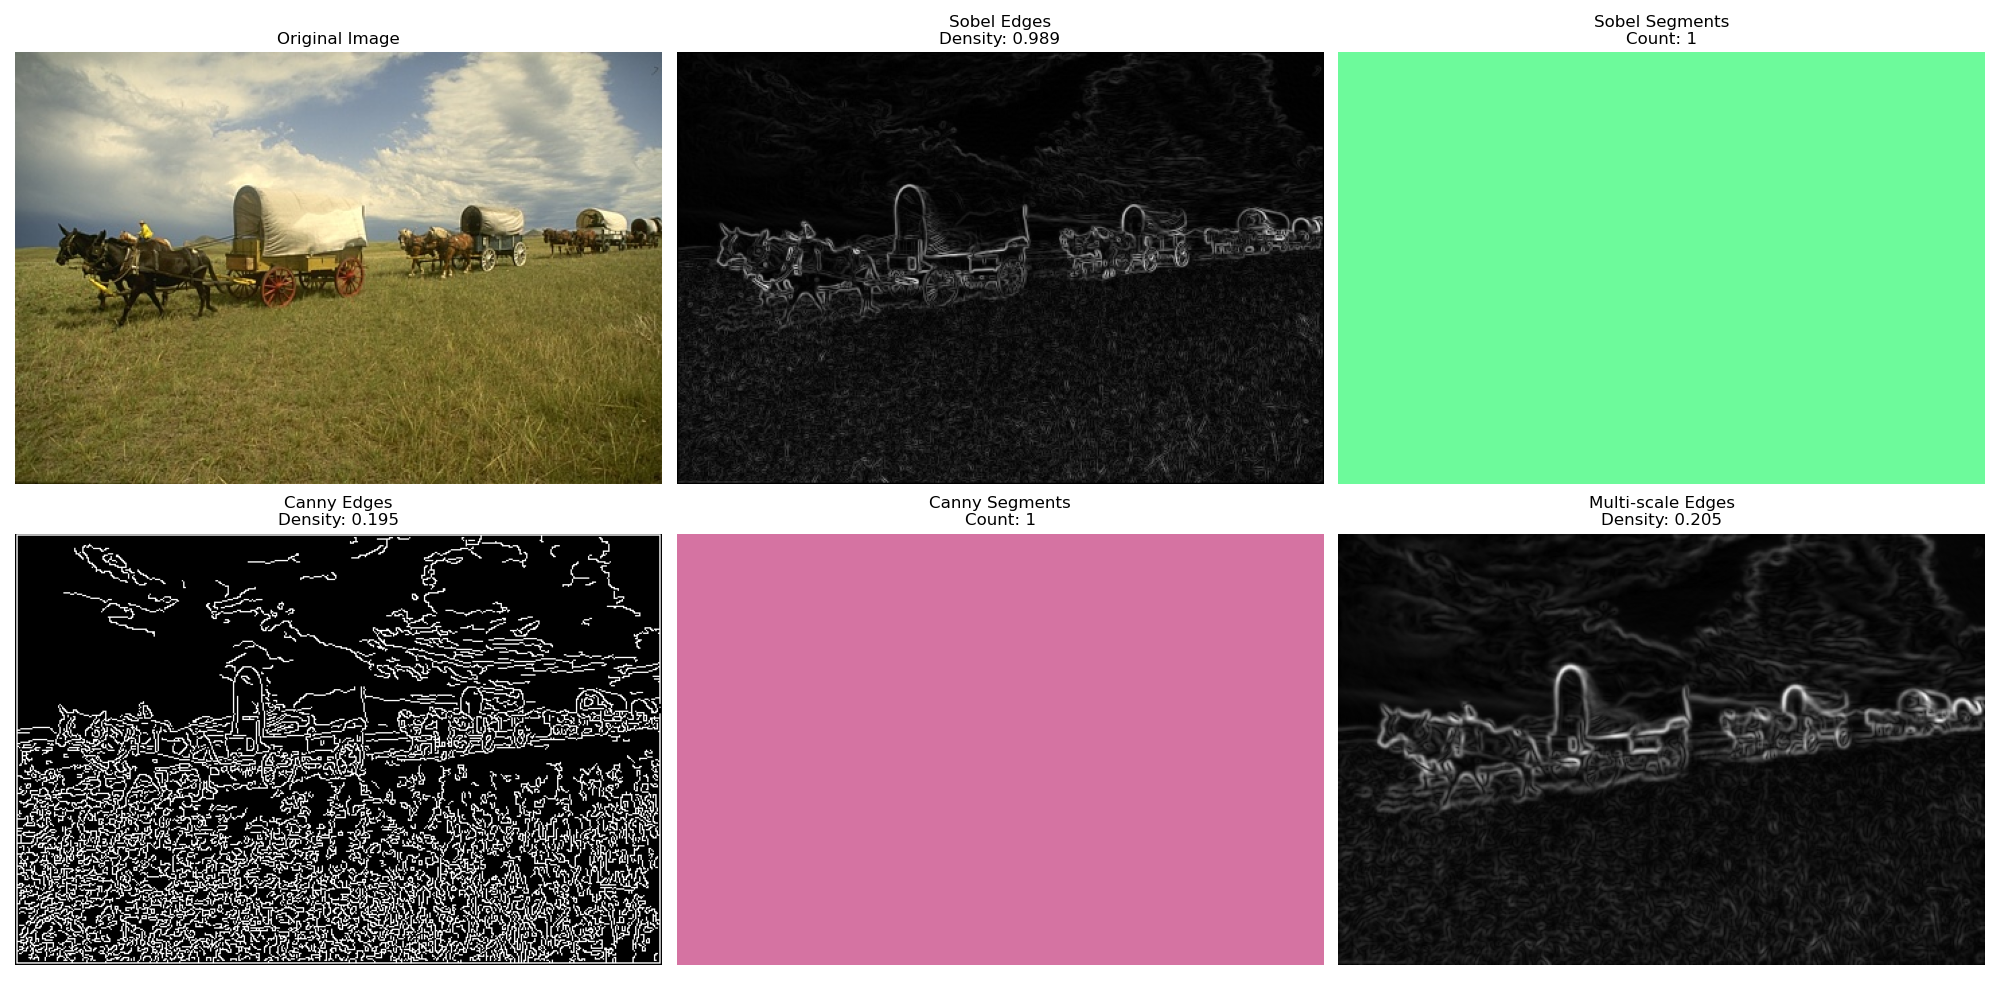 Original Image
Sobel Edges
Density: 0.989
Sobel Segments
Count: 1
Canny Edges
Density: 0.195
Canny Segments
Count: 1
Multi-scale Edges
Density: 0.205